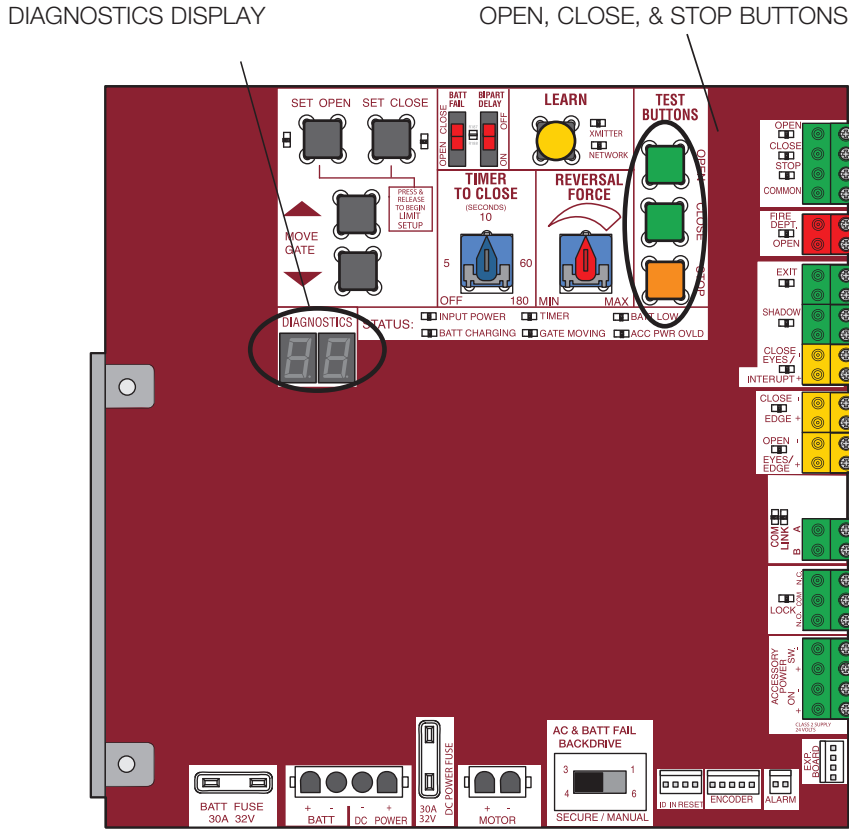 DIAGNOSTICS DISPLAY
OPEN, CLOSE, & STOP BUTTONS
SET OPEN
SET CLOSE
PRESS &
RELEASE
TO BEGIN
LIMIT
SETUP
MOVE
GATE
BATT
FAIL
OPEN CLOSE
BIPART
DELAY
ON OFF
LEARN
XMITTER
NETWORK
TEST
BUTTONS
OPEN
CLOSE
STOP
TIMER
TO CLOSE
(SECONDS)
10
5
60
OFF
180
REVERSAL
FORCE
MIN
MAX
DIAGNOSTICS
STATUS:
INPUT POWER
TIMER
BATT LOW
BATT CHARGING
GATE MOVING
ACC PWR OVLD
OPEN
CLOSE
STOP
COMMON
FIRE
DEPT.
OPEN
EXIT
SHADOW
CLOSE
EYES/ -
INTERUPT +
CLOSE -
EDGE +
OPEN -
EYES/
EDGE +
COM
LINK
A
B
LOCK
N.C.
COM
N.O.
ACCESSORY
POWER
SW.
ON
- +
- +
CLASS 2 SUPPLY
24 VOLTS
EXP.
BOARD
BATT FUSE
30A 32V
+ - - +
BATT DC POWER
DC POWER FUSE
30A
32V
+ -
MOTOR
AC & BATT FAIL
BACKDRIVE
3 1
4 6
SECURE / MANUAL
ID IN RESET
ENCODER
ALARM